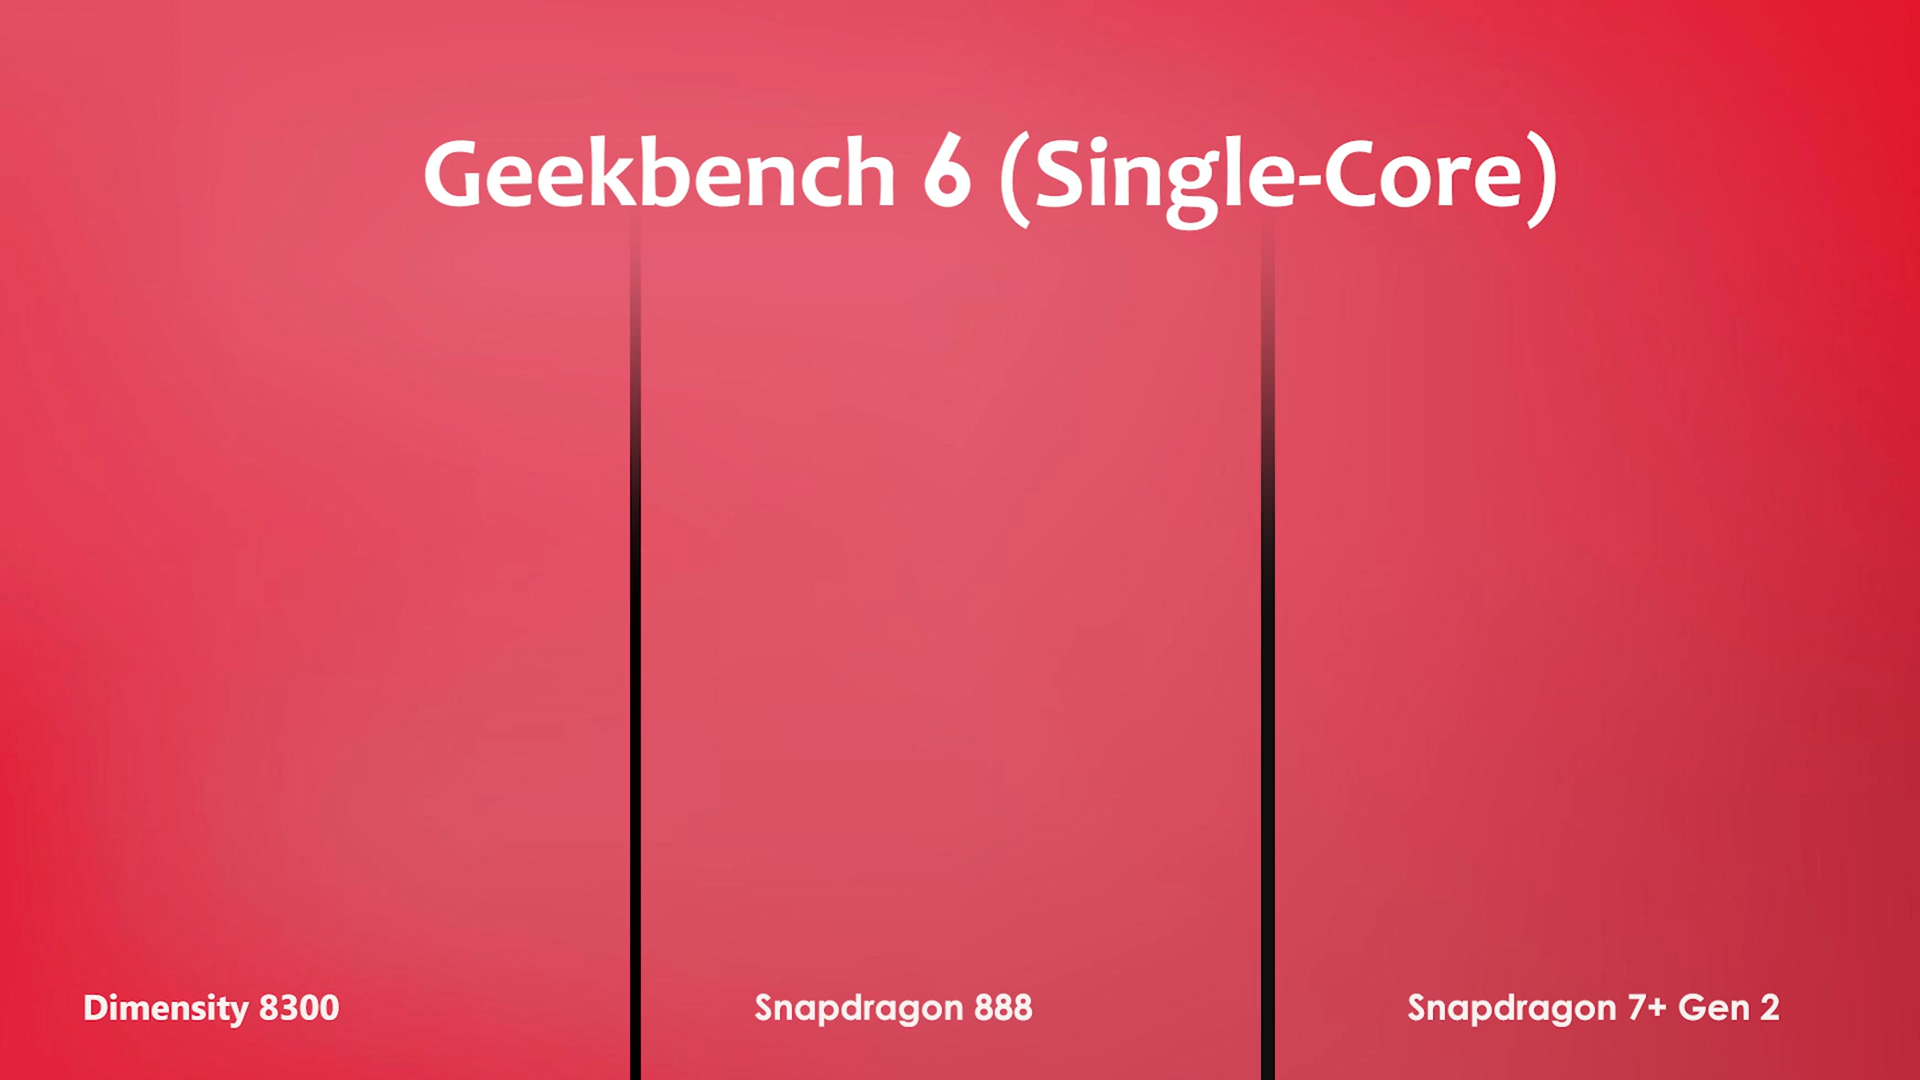 Geekbench 6 (Single-Core)
Dimensity 8300
Snapdragon 888
Snapdragon 7+ Gen 2